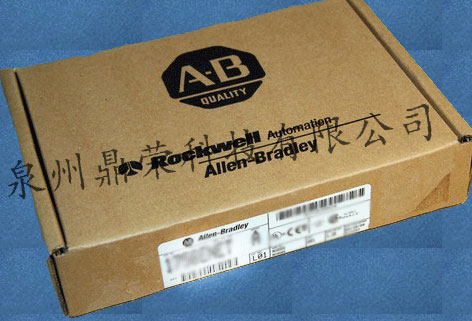 A·B
QUALITY
Rockwell Automation
Allen-Bradley
泉州鼎荣科技有限公司
Allen-Bradley
A
L01